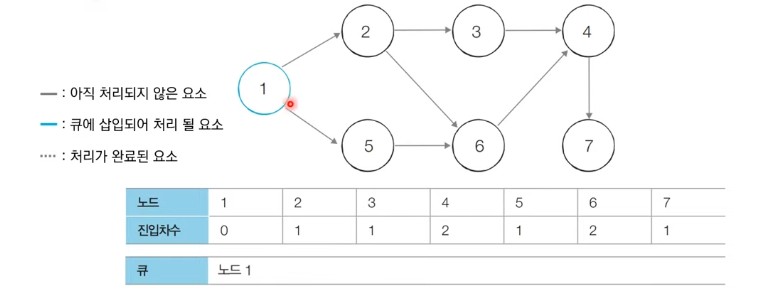 2 3 4
1
: 아직 처리되지 않은 요소
: 큐에 삽입되어 처리 될 요소
5 6 7
: 처리가 완료된 요소
노드 1 2 3 4 5 6 7
진입차수 0 1 1 2 1 2 1
큐 노드 1